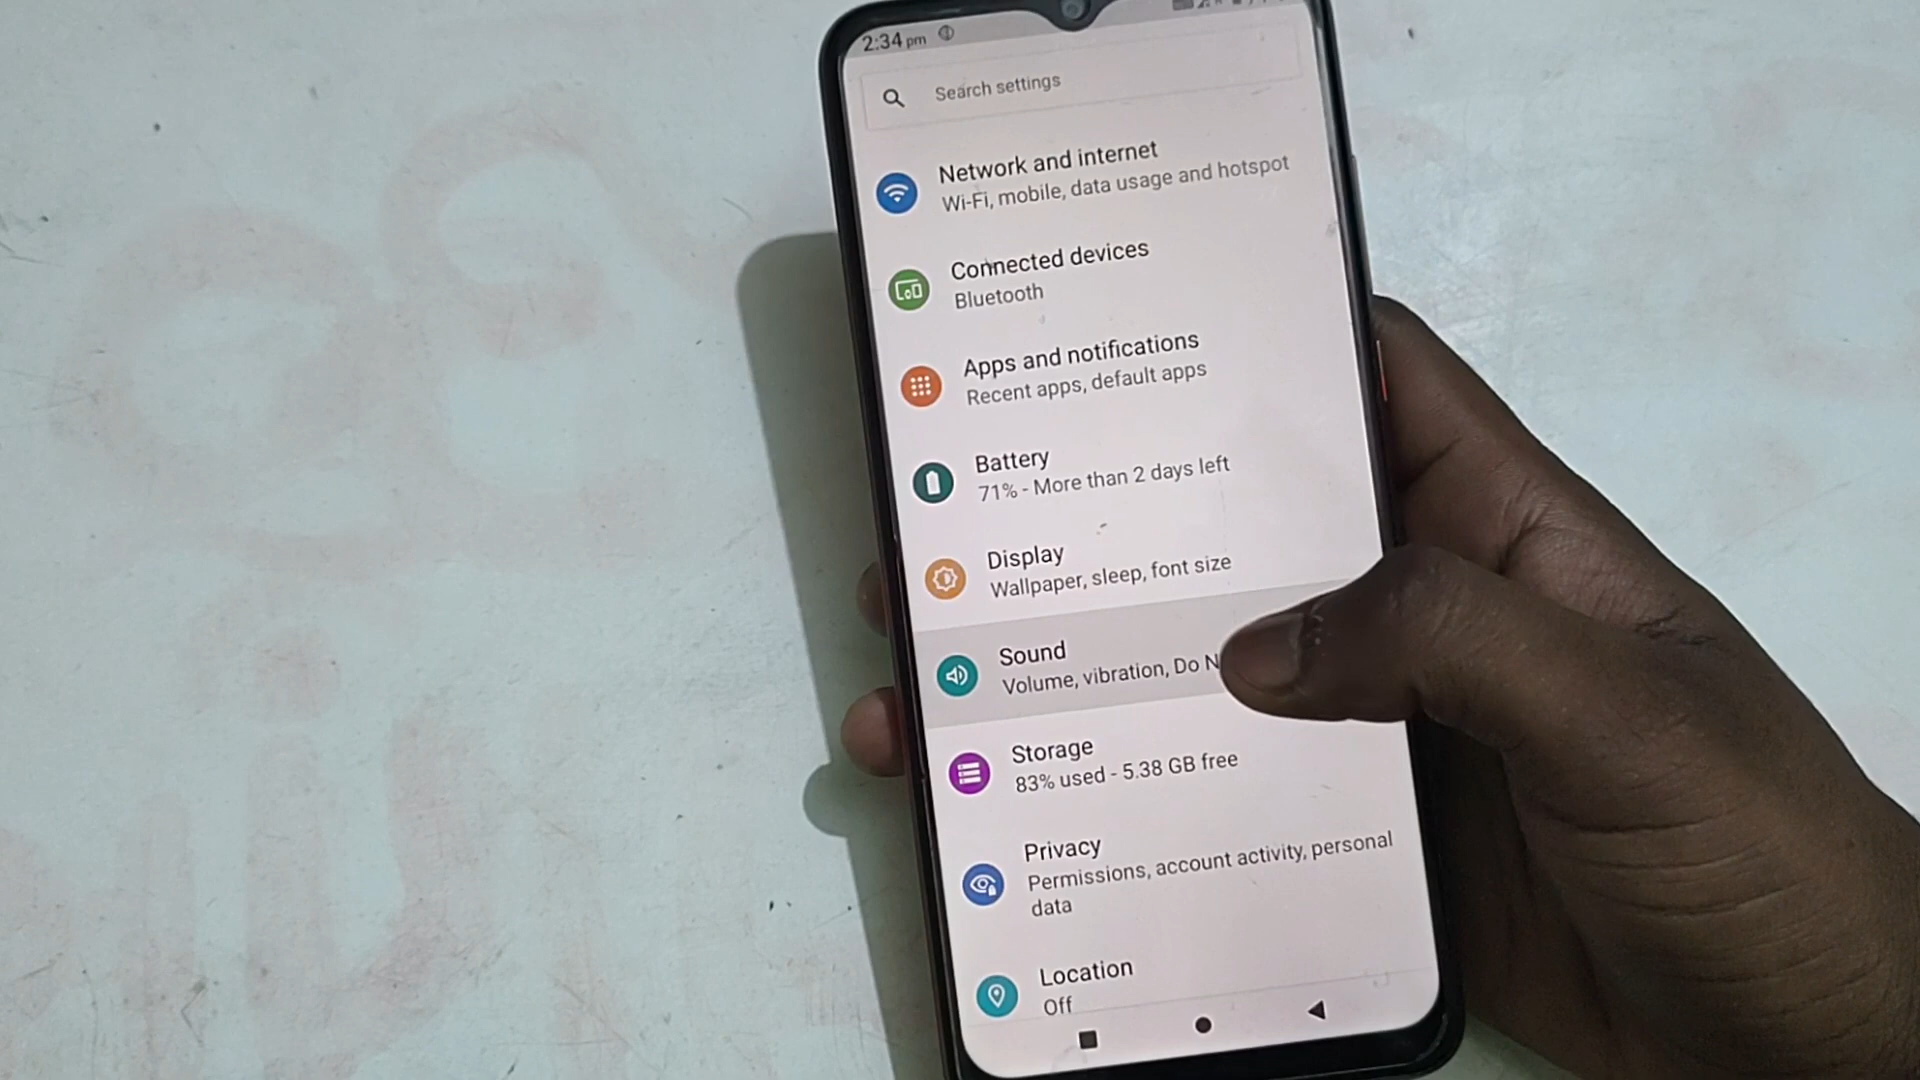 2:34 pm
Search settings
Network and internet
Wi-Fi, mobile, data usage and hotspot
Connected devices
Bluetooth
Apps and notifications
Recent apps, default apps
Battery
71% - More than 2 days left
Display
Wallpaper, sleep, font size
Sound
Volume, vibration, Do N
Storage
83% used - 5.38 GB free
Privacy
Permissions, account activity, personal
data
Location
Off